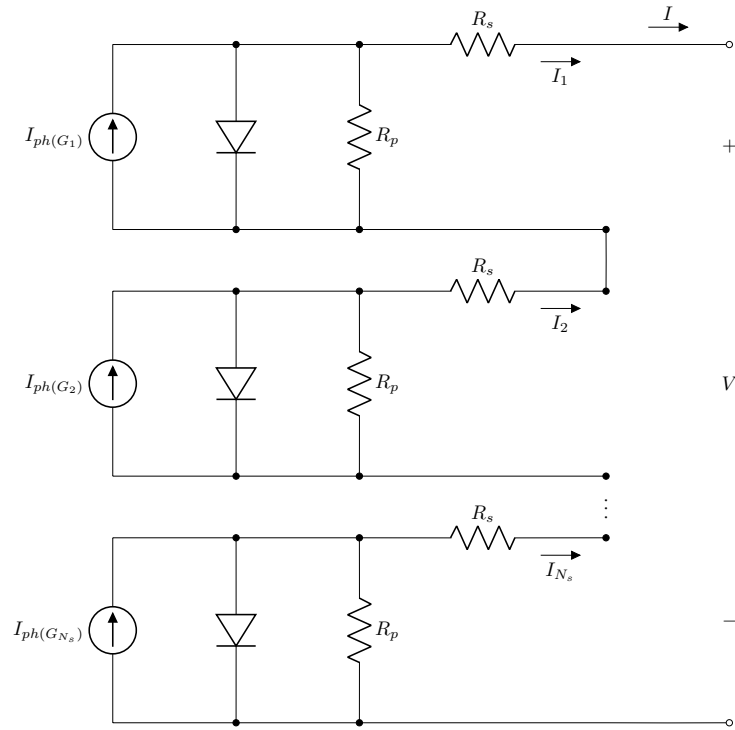 I
R_s
I_1
I_{ph(G_1)}
R_p
+
R_s
I_2
I_{ph(G_2)}
R_p
V
⋮
R_s
I_{N_s}
I_{ph(G_{N_s})}
R_p
−